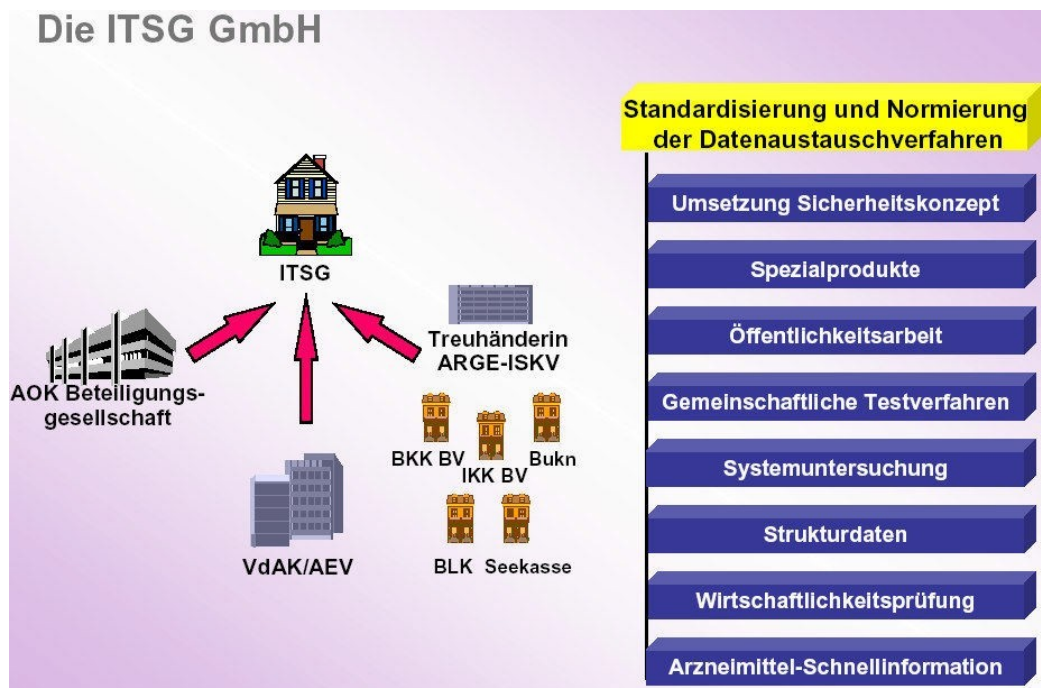 Die ITSG GmbH
ITSG
AOK Beteiligungs-
gesellschaft
VdAK/AEV
Treuhänderin
ARGE-ISKV
BKK BV
IKK BV
Bukn
BLK
Seekasse
Standardisierung und Normierung
der Datenaustauschverfahren
Umsetzung Sicherheitskonzept
Spezialprodukte
Öffentlichkeitsarbeit
Gemeinschaftliche Testverfahren
Systemuntersuchung
Strukturdaten
Wirtschaftlichkeitsprüfung
Arzneimittel-Schnellinformation